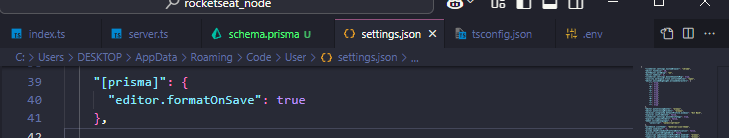 rocketseat_node
index.ts server.ts schema.prisma settings.json tsconfig.json .env
C: > Users > DESKTOP > AppData > Roaming > Code > User > settings.json > ...
39 "[prisma]": {
40 "editor.formatOnSave": true
41 },
42